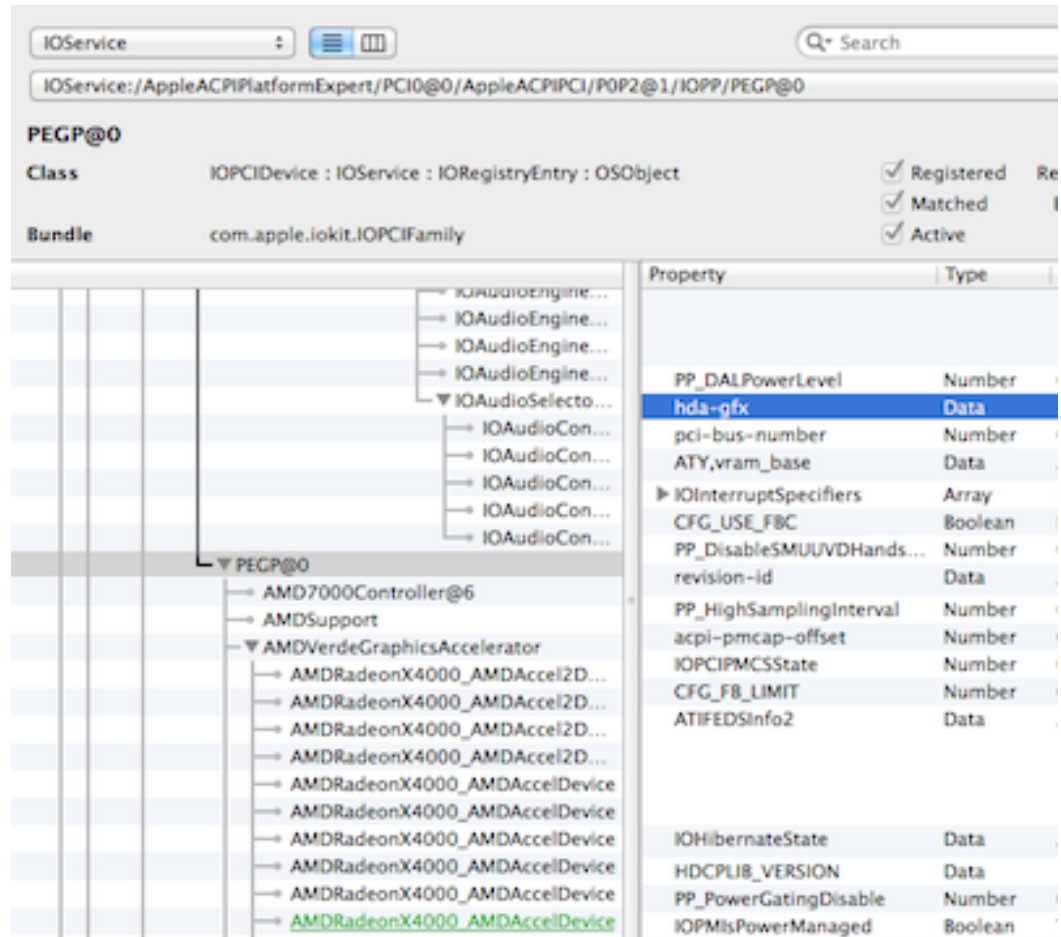 IOService
Search
IOService:/AppleACPIPlatformExpert/PCI0@0/AppleACPIPCI/P0P2@1/IOPP/PEGP@0
PEGP@0
Class IOPCIDevice : IOService : IORegistryEntry : OSObject Registered Re
Matched
Bundle com.apple.iokit.IOPCIFamily Active
Property Type
IOAudioEngine...
IOAudioEngine...
IOAudioEngine...
IOAudioEngine...
IOAudioSelecto...
IOAudioCon...
IOAudioCon...
IOAudioCon...
IOAudioCon...
IOAudioCon...
PEGP@0
AMD7000Controller@6
AMDSupport
AMDVerdeGraphicsAccelerator
AMDRadeonX4000_AMDAccel2D...
AMDRadeonX4000_AMDAccel2D...
AMDRadeonX4000_AMDAccel2D...
AMDRadeonX4000_AMDAccel2D...
AMDRadeonX4000_AMDAccelDevice
AMDRadeonX4000_AMDAccelDevice
AMDRadeonX4000_AMDAccelDevice
AMDRadeonX4000_AMDAccelDevice
AMDRadeonX4000_AMDAccelDevice
AMDRadeonX4000_AMDAccelDevice
PP_DALPowerLevel Number
hda-gfx Data
pci-bus-number Number
ATY,vram_base Data
IOInterruptSpecifiers Array
CFG_USE_FBC Boolean
PP_DisableSMUUVDHands... Number
revision-id Data
PP_HighSamplingInterval Number
acpi-pmcap-offset Number
IOPCIPMCSState Number
CFG_FB_LIMIT Number
ATIFEDSInfo2 Data
IOHibernateState Data
HDCPLIB_VERSION Data
PP_PowerGatingDisable Number
IOPMIsPowerManaged Boolean